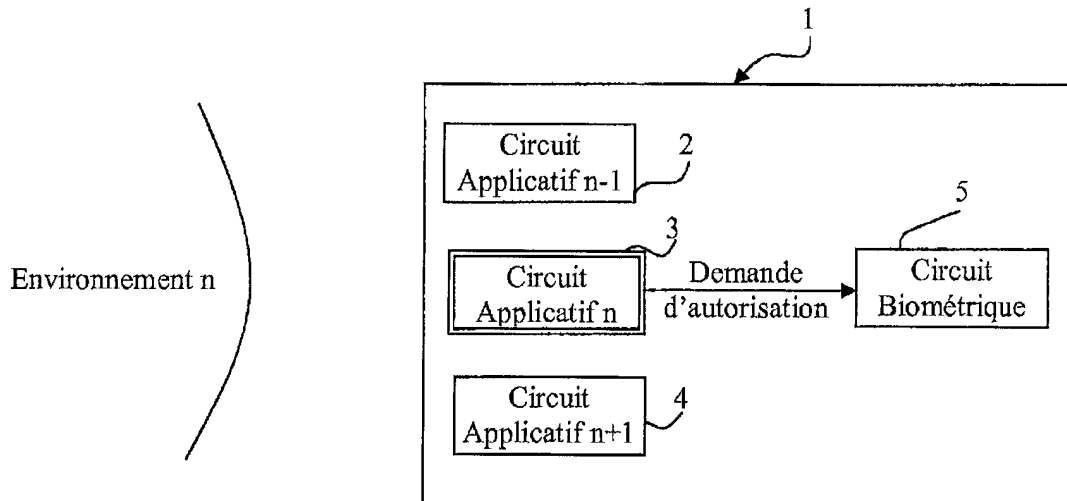 1
Circuit
Applicatif n-1
2
3
5
Environnement n
Circuit
Applicatif n
Demande
d'autorisation
Circuit
Biométrique
Circuit
Applicatif n+1
4